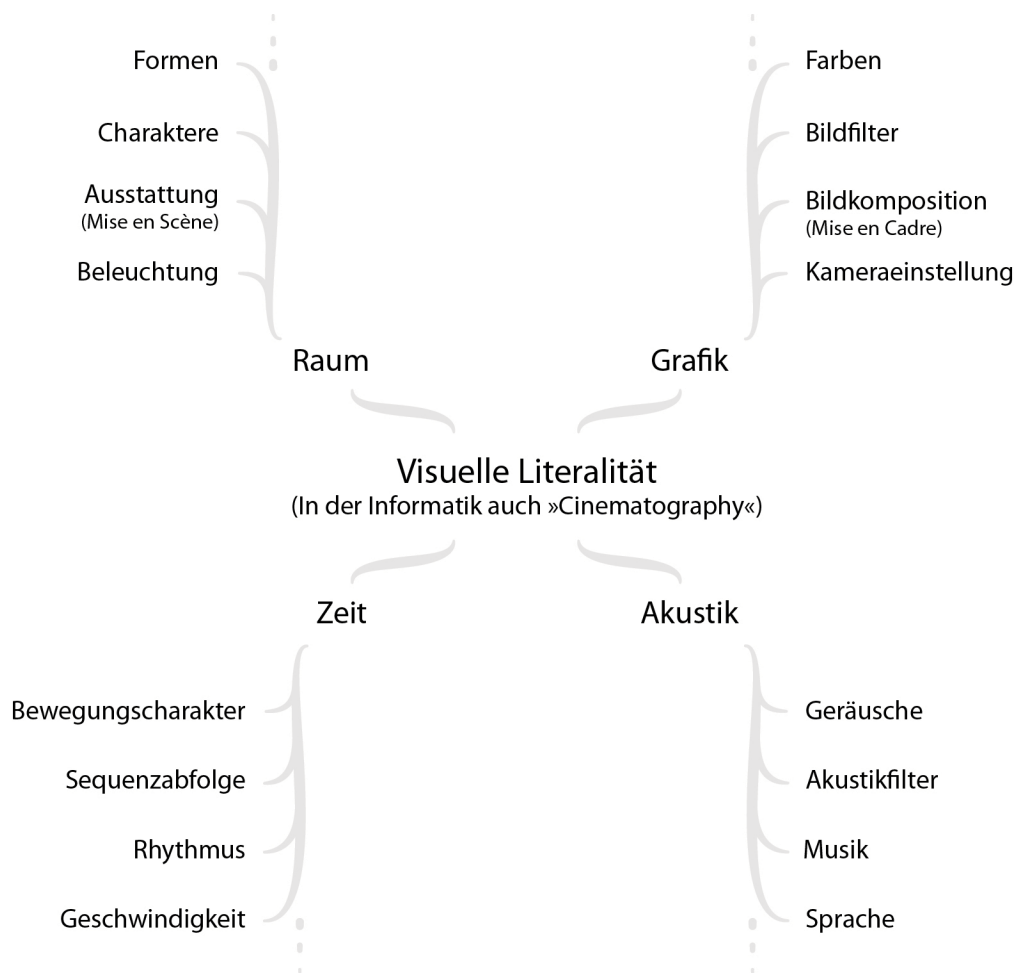 Formen
Charaktere
Ausstattung
(Mise en Scène)
Beleuchtung
Raum
Farben
Bildfilter
Bildkomposition
(Mise en Cadre)
Kameraeinstellung
Grafik
Visuelle Literalität
(In der Informatik auch »Cinematography«)
Zeit
Bewegungscharakter
Sequenzabfolge
Rhythmus
Geschwindigkeit
Akustik
Geräusche
Akustikfilter
Musik
Sprache